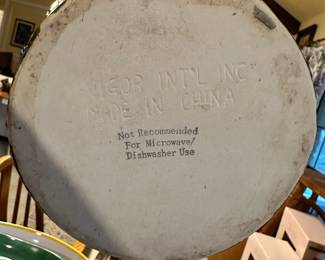 INT'L INC
MADE IN CHINA
Not Recommended
For Microwave/
Dishwasher Use